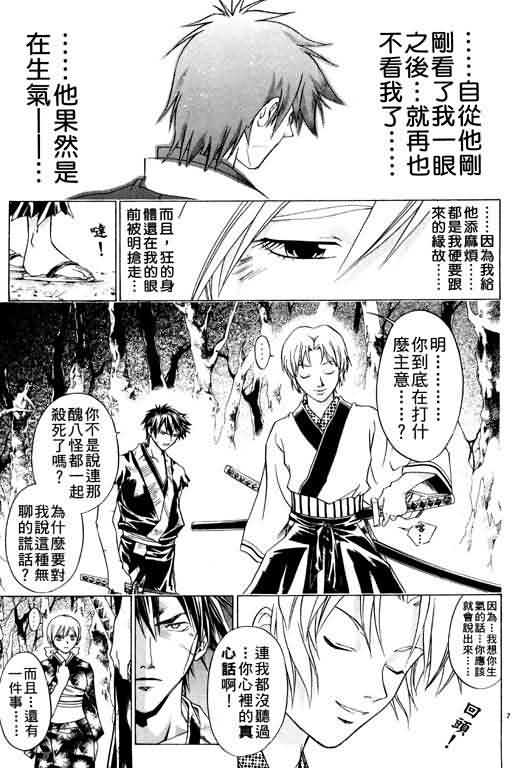 ……自從他剛
剛看了我一眼
之後…就再也
不看我了……
……他果然是
在生氣——…
……因為我給
他添麻煩……
都是我硬要跟
來的緣故……
而且，狂的身
體還在我的眼
前被明搶走…
噠！
明……
你到底在打什
麼主意……？
…
你不是說連那
醜八怪都一起
殺死了嗎？
為什麼要對
我說這種無
聊的謊話？
因為…我想你生
氣的話…你應該
就會說出來……
回頭！
連我都沒聽過
…你心裡的真
心話啊！
而且…還有
一件事…
7